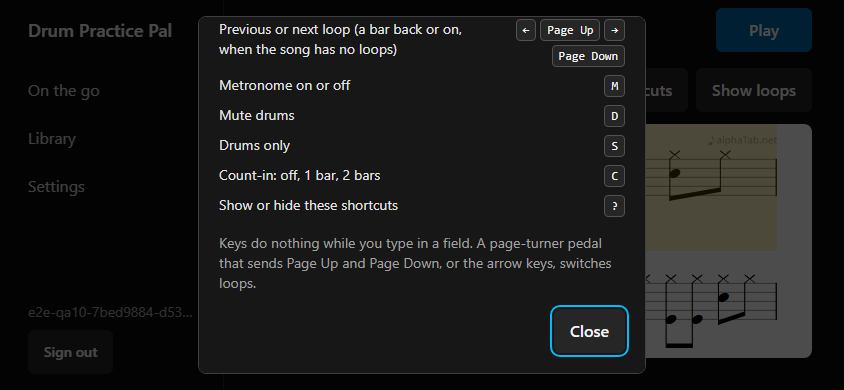 Drum Practice Pal
On the go
Library
Settings
e2e-qa10-7bed9884-d53...
Sign out
Previous or next loop (a bar back or on,
when the song has no loops)
← Page Up →
Page Down
Metronome on or off
M
Mute drums
D
Drums only
S
Count-in: off, 1 bar, 2 bars
C
Show or hide these shortcuts
?
Keys do nothing while you type in a field. A page-turner pedal
that sends Page Up and Page Down, or the arrow keys, switches
loops.
Close
Play
cuts
Show loops
alphaTab.net